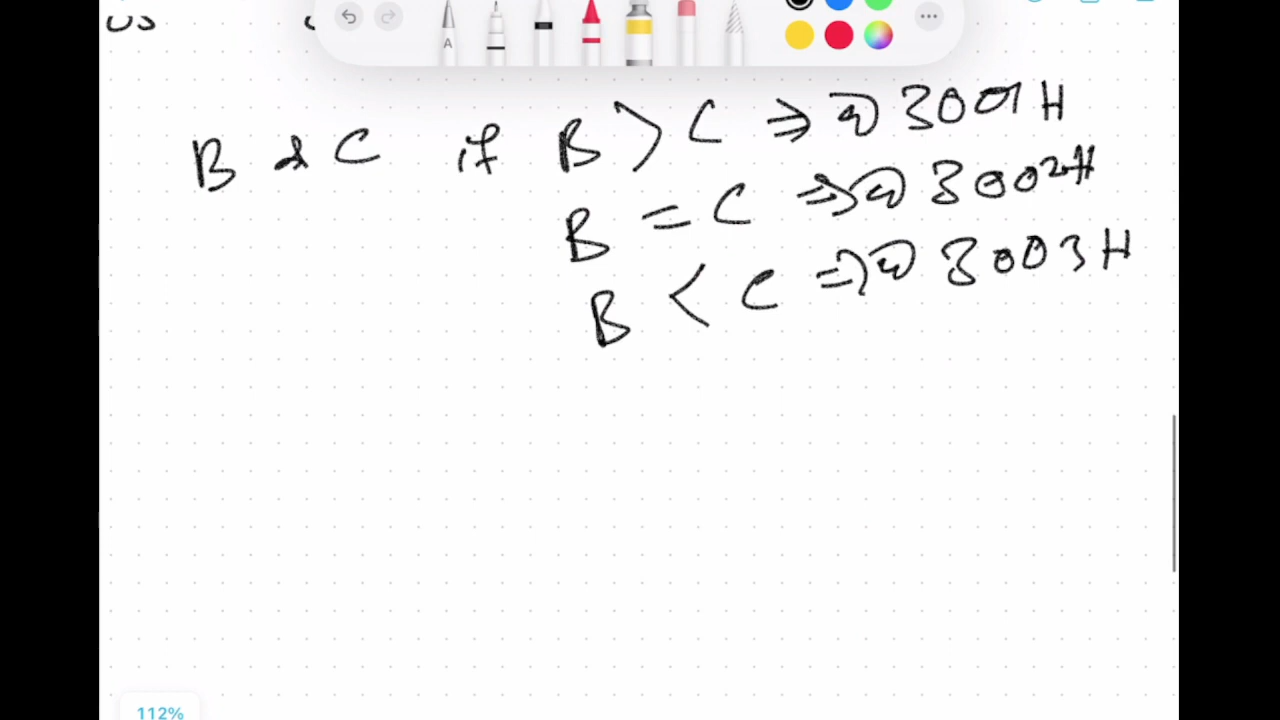 B & C if B > C ⇒ @ 3001 H
B = C ⇒ @ 3002H
B < C ⇒ @ 3003 H
A
112%